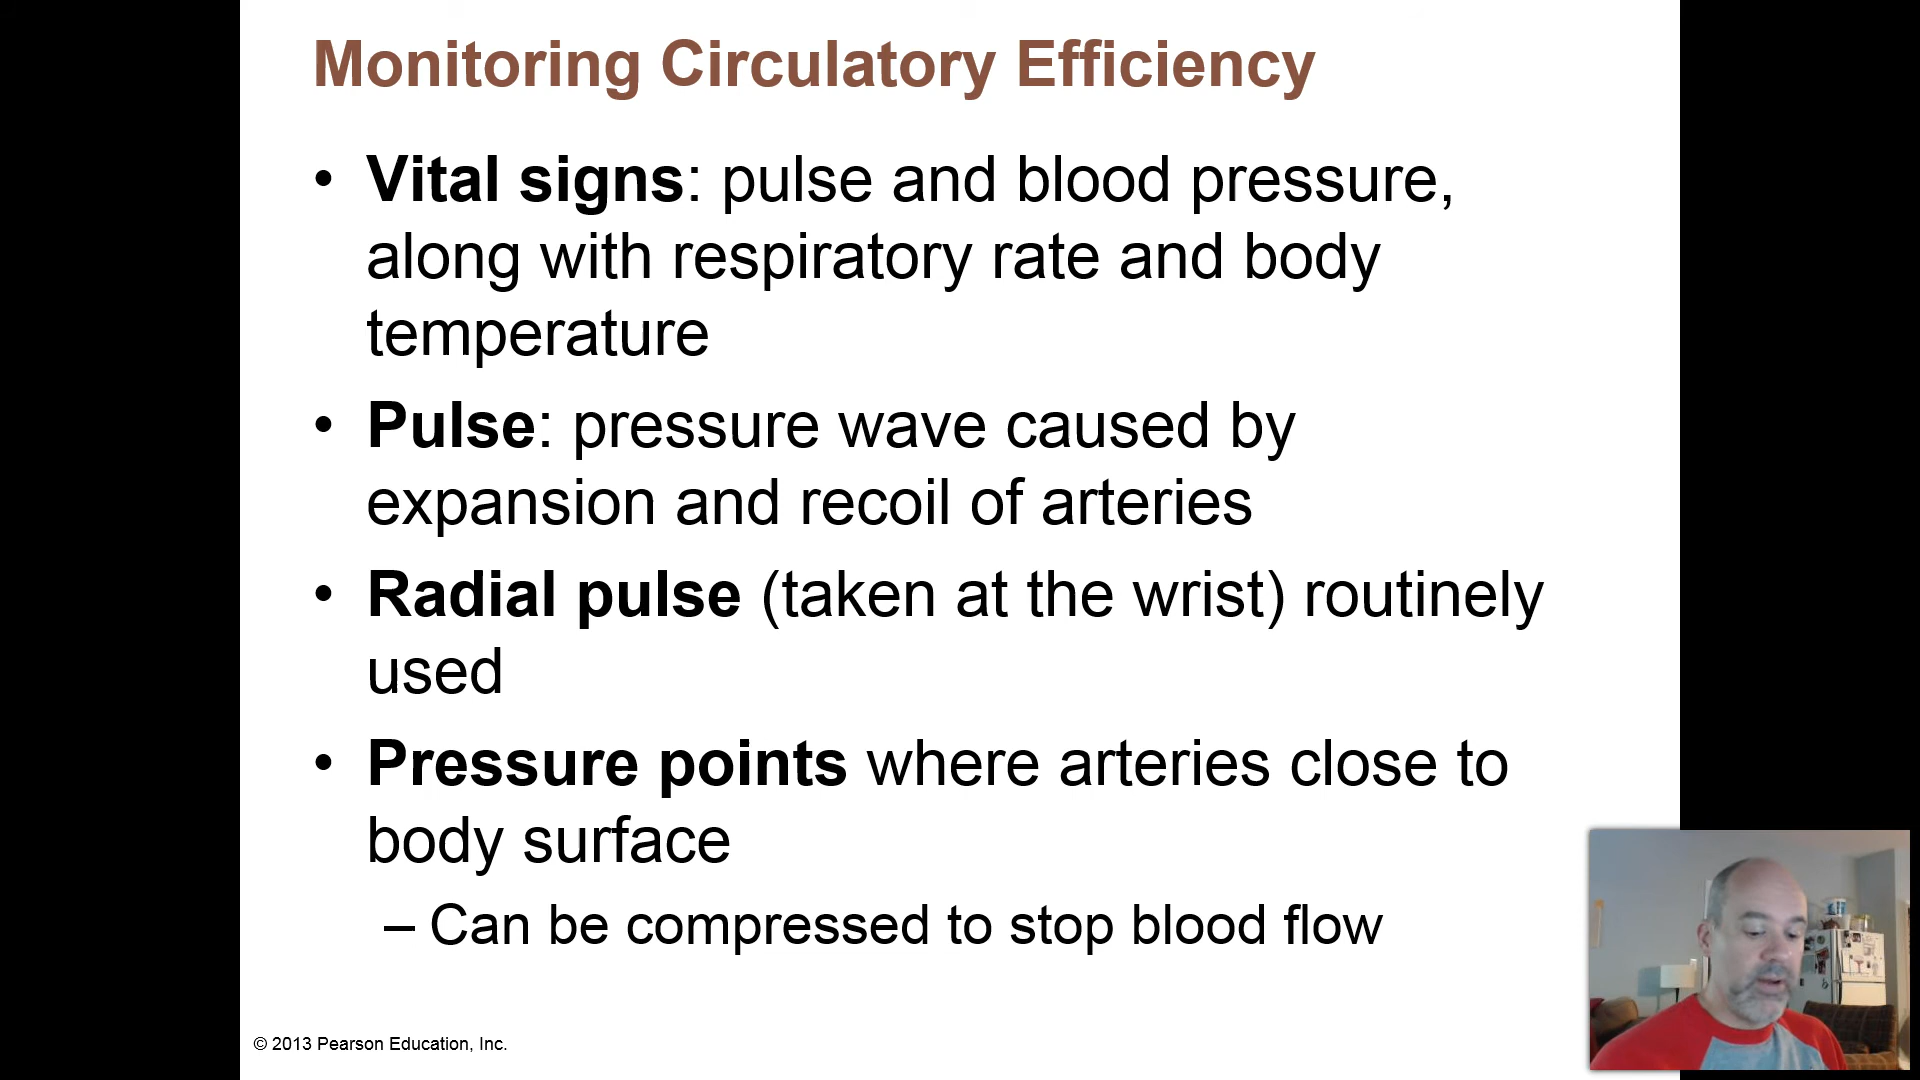 Monitoring Circulatory Efficiency
• Vital signs: pulse and blood pressure,
along with respiratory rate and body
temperature
• Pulse: pressure wave caused by
expansion and recoil of arteries
• Radial pulse (taken at the wrist) routinely
used
• Pressure points where arteries close to
body surface
– Can be compressed to stop blood flow
© 2013 Pearson Education, Inc.